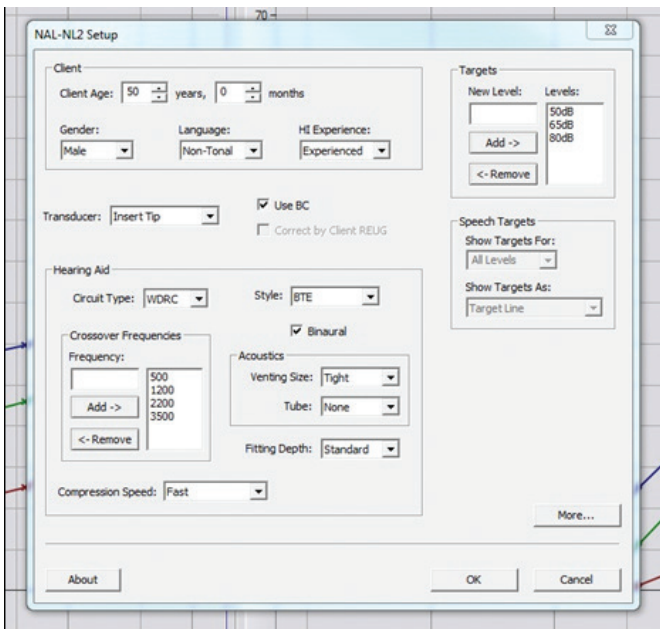 70
NAL-NL2 Setup
Client
Client Age: 50 years, 0 months
Gender: Language: HI Experience:
Male Non-Tonal Experienced
Transducer: Insert Tip
Use BC
Correct by Client REUG
Hearing Aid
Circuit Type: WDRC
Style: BTE
Binaural
Crossover Frequencies
Frequency:
500
1200
2200
3500
Add ->
<- Remove
Acoustics
Venting Size: Tight
Tube: None
Fitting Depth: Standard
Compression Speed: Fast
Targets
New Level: Levels:
50dB
65dB
80dB
Add ->
<- Remove
Speech Targets
Show Targets For:
All Levels
Show Targets As:
Target Line
More...
About OK Cancel